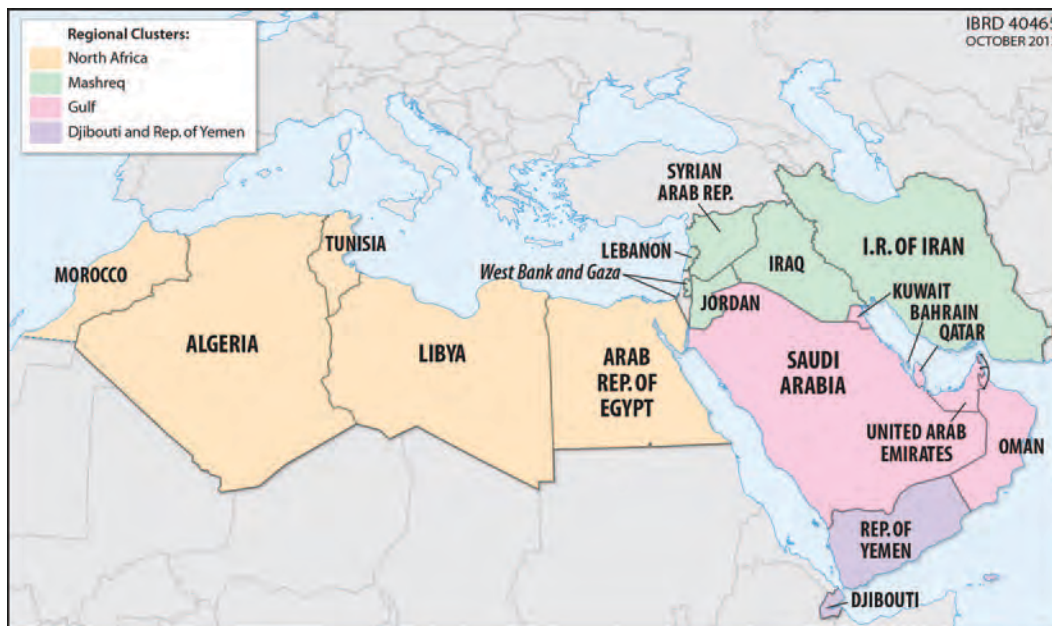 Regional Clusters:
North Africa
Mashreq
Gulf
Djibouti and Rep. of Yemen
IBRD 40465
OCTOBER 201
SYRIAN
ARAB REP.
LEBANON
West Bank and Gaza
TUNISIA
MOROCCO
ALGERIA
LIBYA
ARAB
REP. OF
EGYPT
JORDAN
IRAQ
I.R. OF IRAN
KUWAIT
BAHRAIN
QATAR
SAUDI
ARABIA
UNITED ARAB
EMIRATES
OMAN
REP. OF
YEMEN
DJIBOUTI